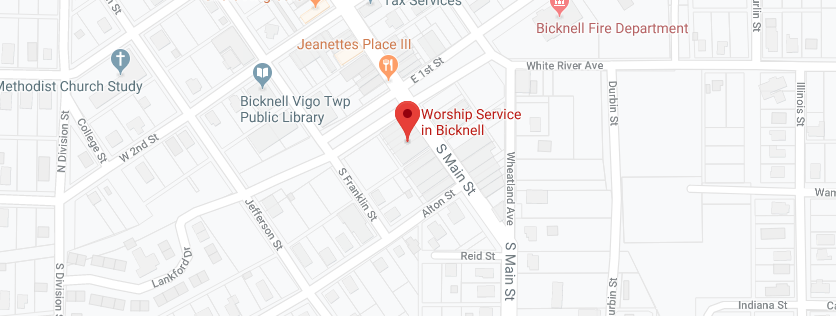 Tax Services
Bicknell Fire Department
Jeanettes Place III
E 1st St
White River Ave
Methodist Church Study
Bicknell Vigo Twp
Public Library
Worship Service
in Bicknell
N Division St
College St
W 2nd St
S Main St
S Franklin St
Jefferson St
Alton St
Wheatland Ave
Durbin St
Illinois St
Lankford Dr
Reid St
S Main St
S Division S
Indiana St